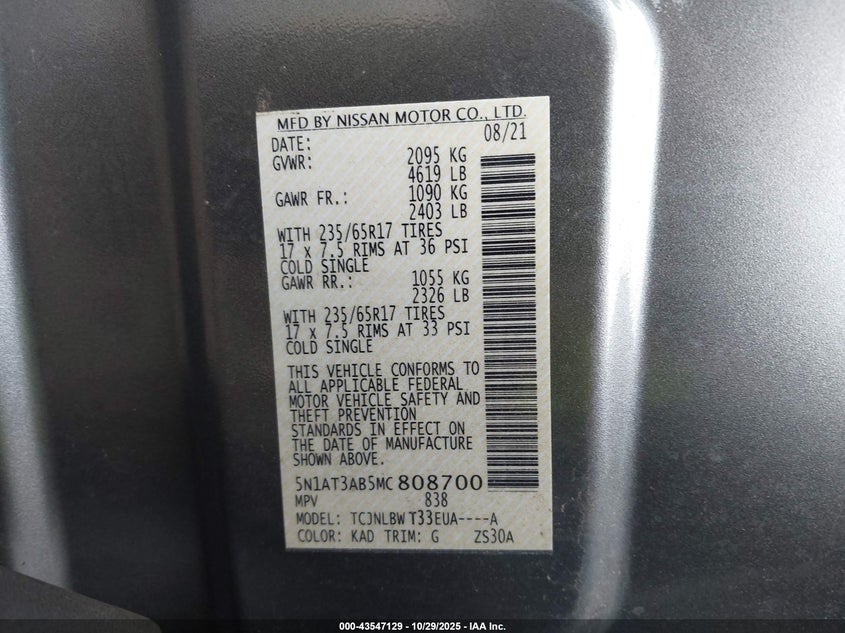 MFD BY NISSAN MOTOR CO., LTD.
DATE: 08/21
GVWR: 2095 KG
4619 LB
GAWR FR.: 1090 KG
2403 LB
WITH 235/65R17 TIRES
17 x 7.5 RIMS AT 36 PSI
COLD SINGLE
GAWR RR.: 1055 KG
2326 LB
WITH 235/65R17 TIRES
17 x 7.5 RIMS AT 33 PSI
COLD SINGLE
THIS VEHICLE CONFORMS TO
ALL APPLICABLE FEDERAL
MOTOR VEHICLE SAFETY AND
THEFT PREVENTION
STANDARDS IN EFFECT ON
THE DATE OF MANUFACTURE
SHOWN ABOVE.
5N1AT3AB5MC808700
MPV 838
MODEL: TCJNLBW T33EUA----A
COLOR: KAD TRIM: G ZS30A
000-43547129 - 10/29/2025 - IAA Inc.